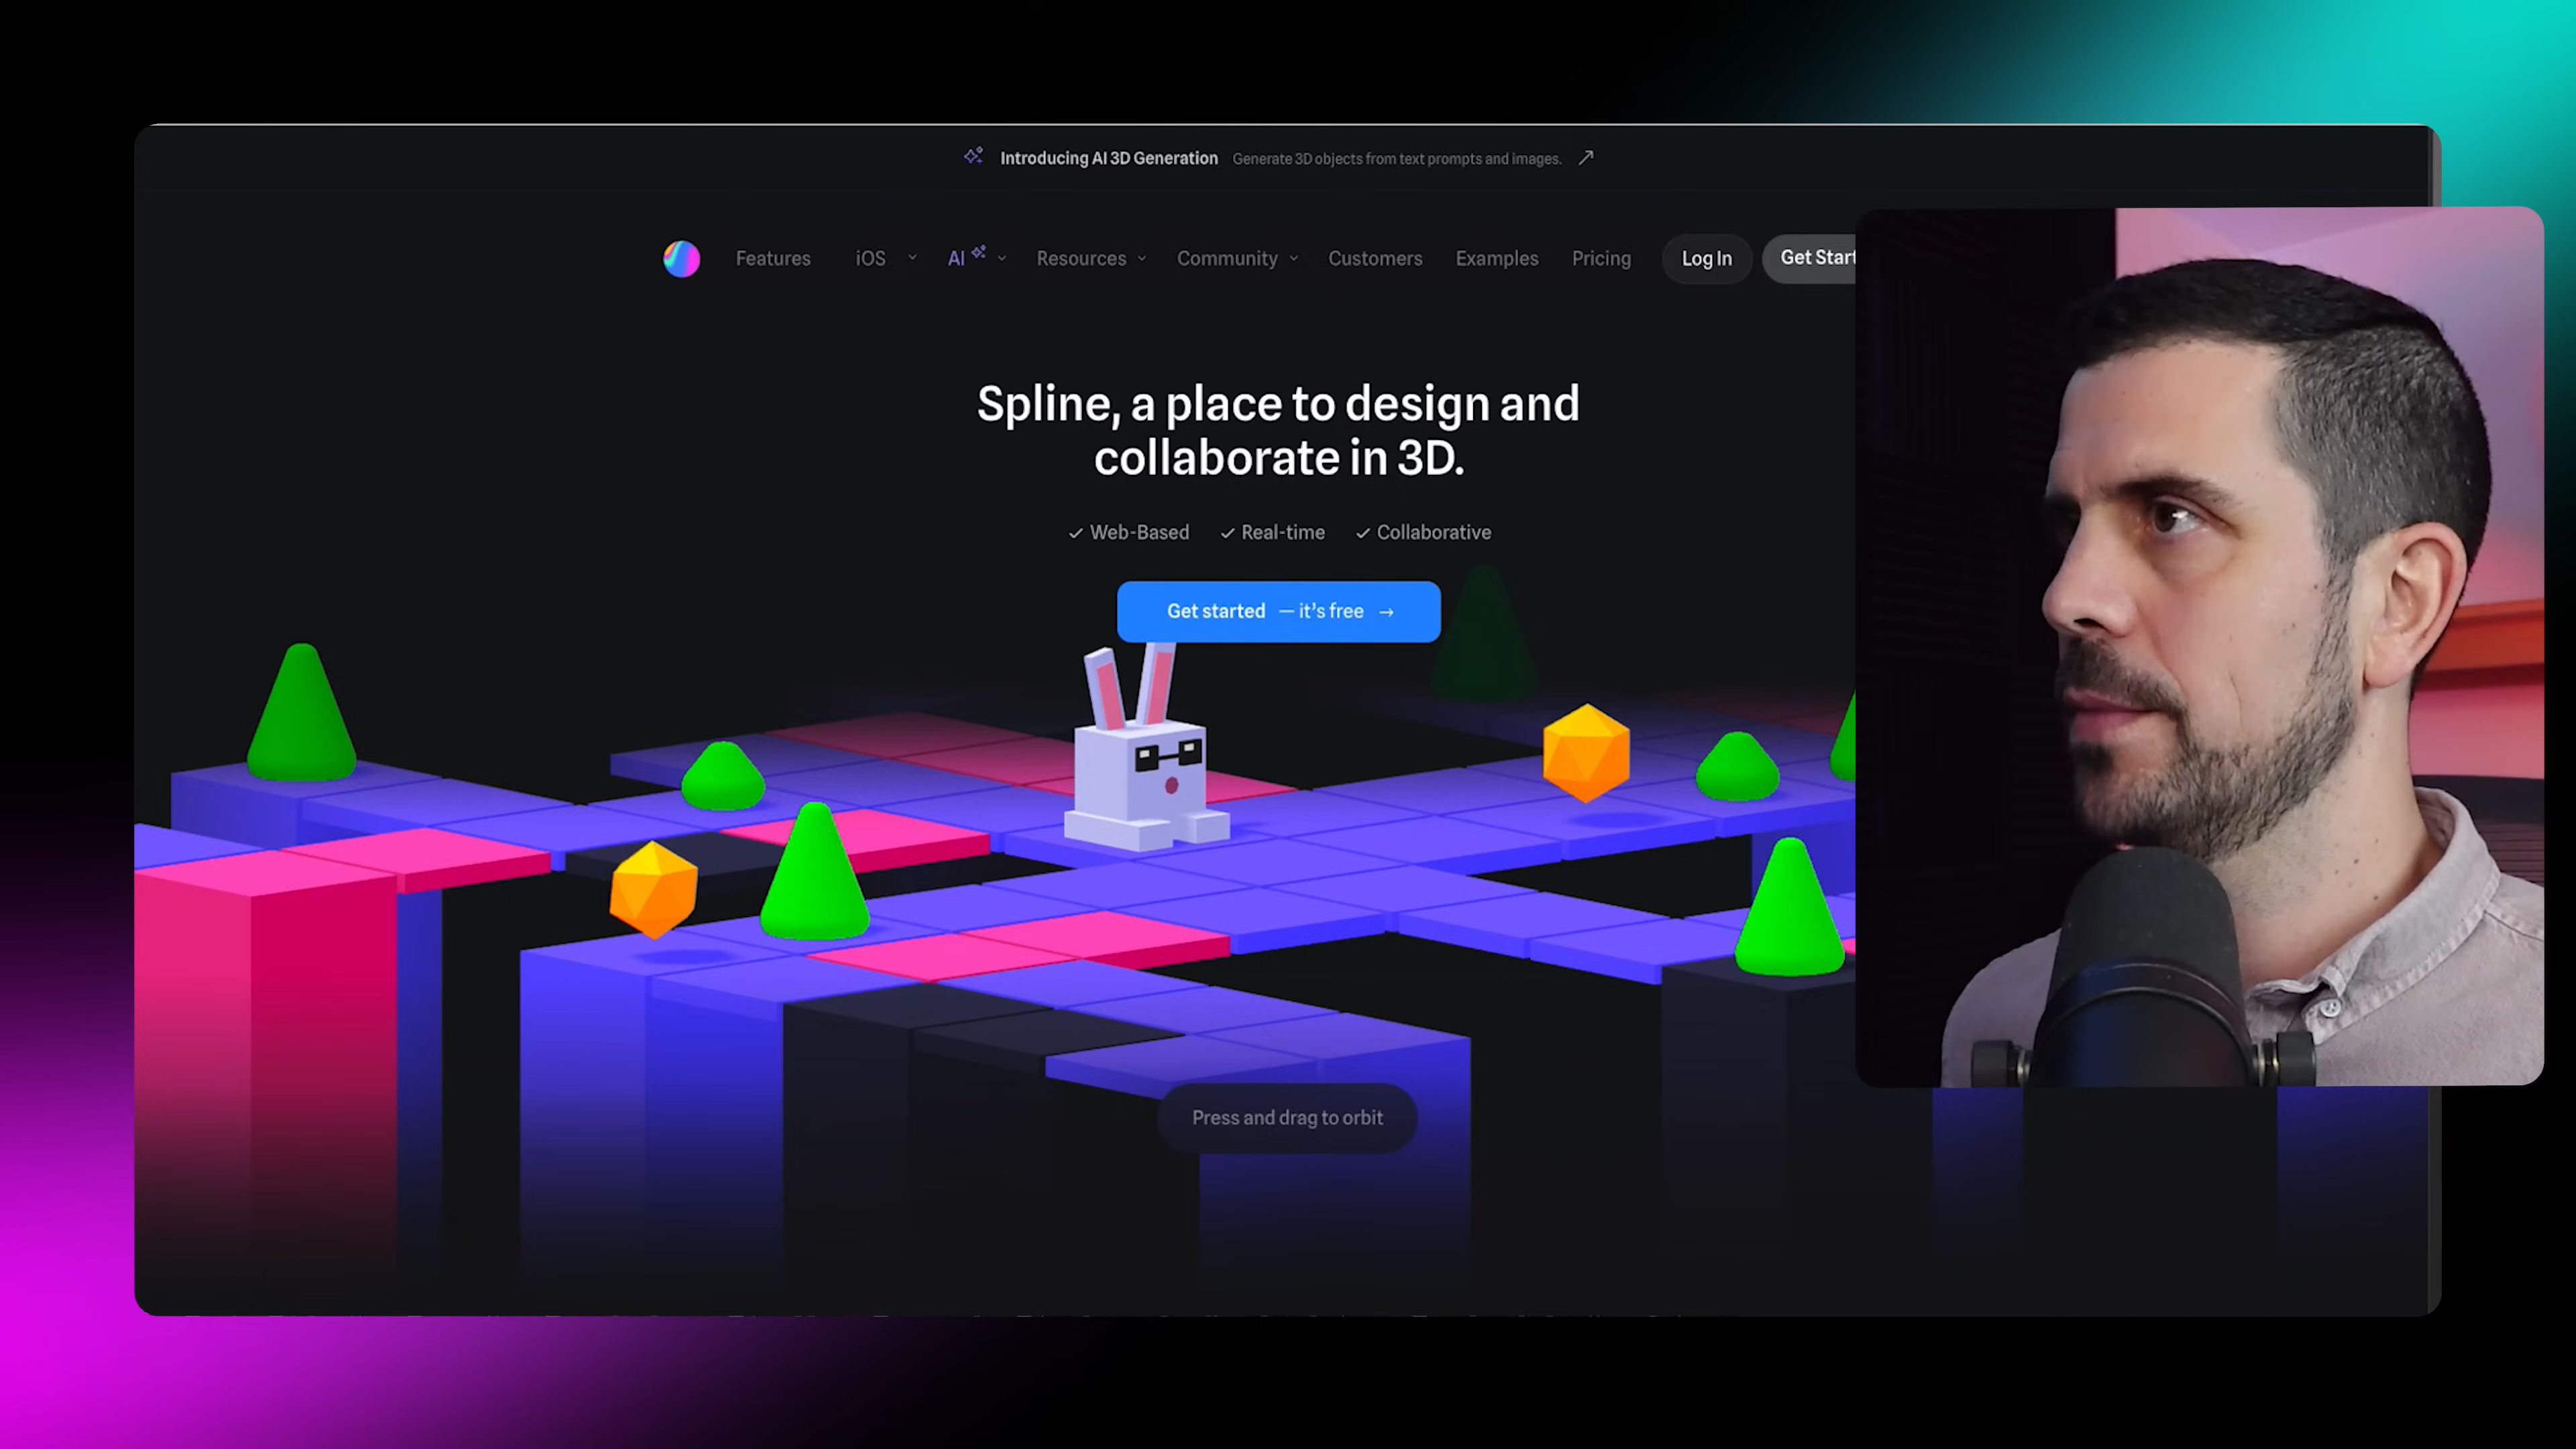 Introducing AI 3D Generation Generate 3D objects from text prompts and images.
Features iOS AI Resources Community Customers Examples Pricing Log In Get Start
Spline, a place to design and
collaborate in 3D.
Web-Based Real-time Collaborative
Get started — it's free →
Press and drag to orbit